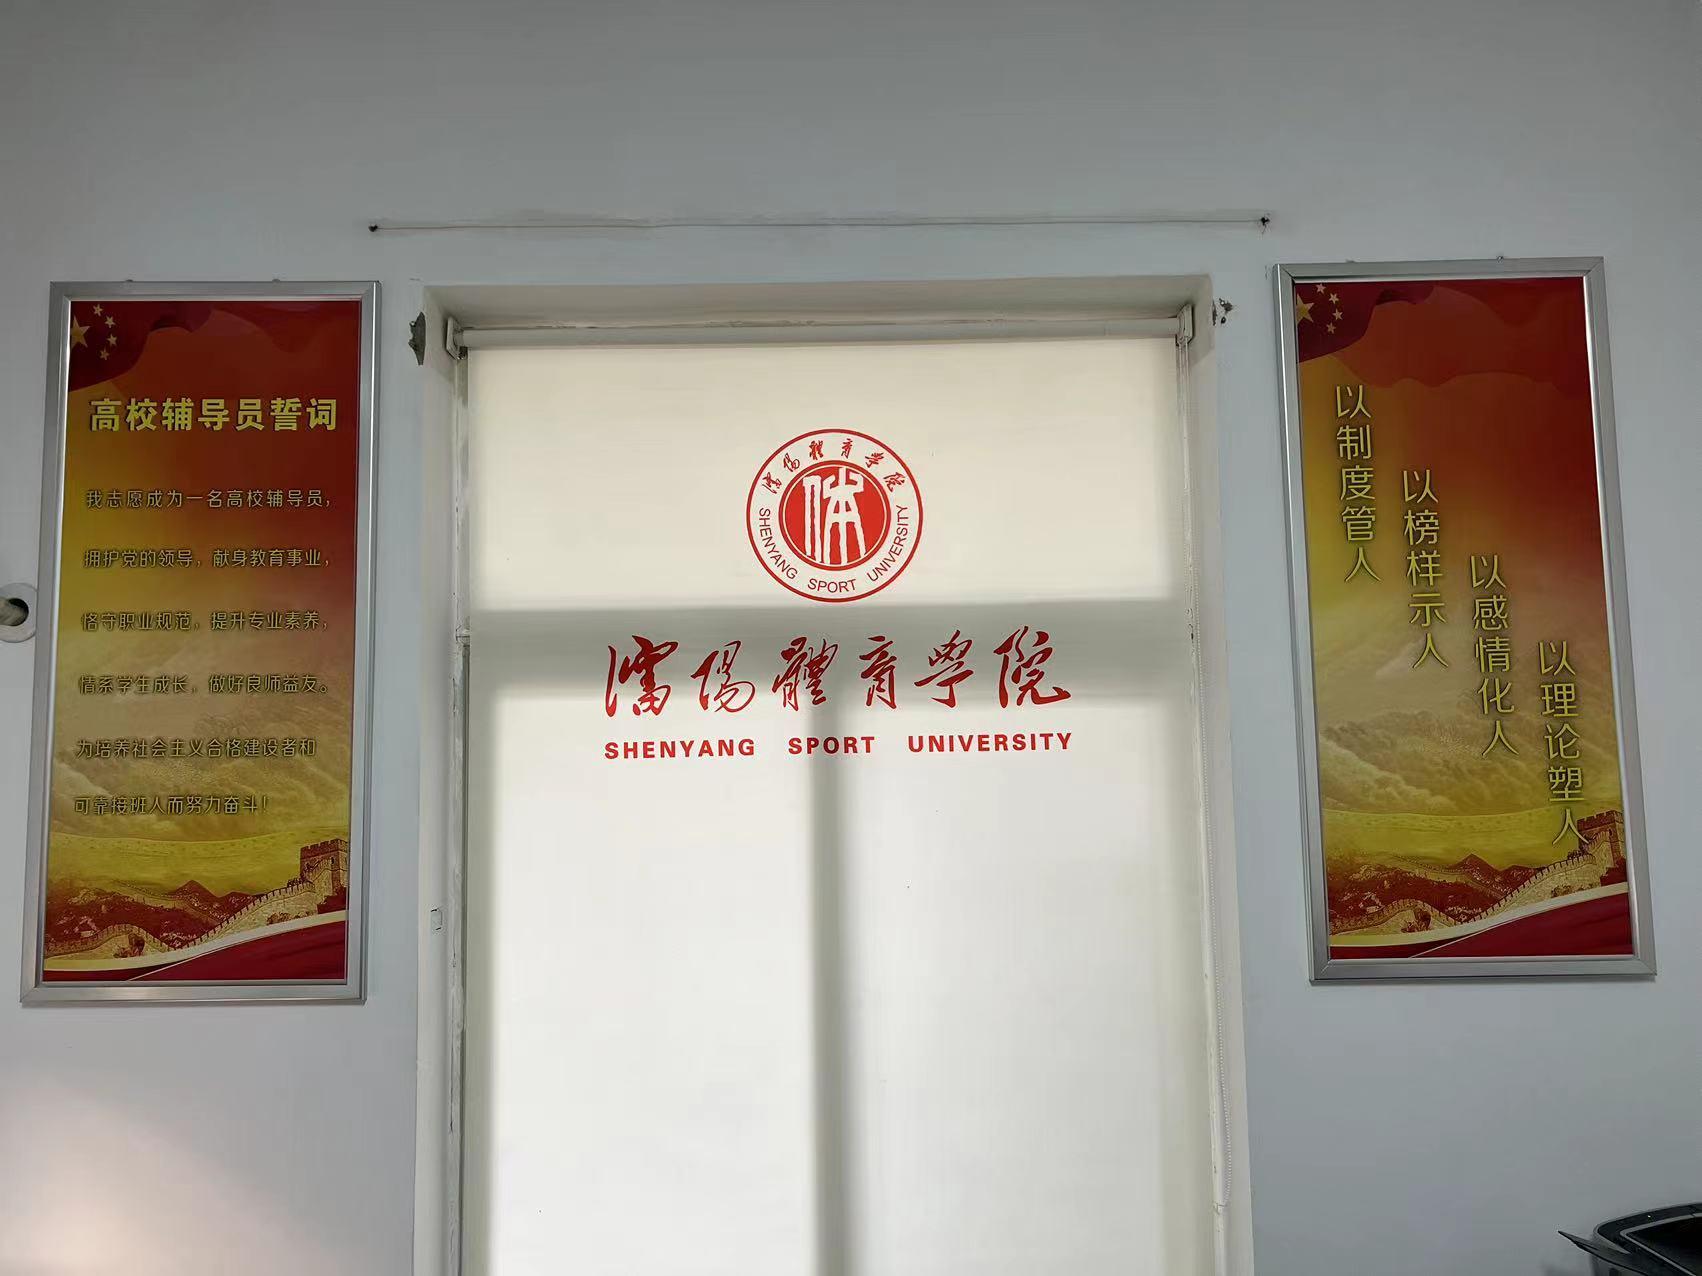 高校辅导员誓词
我志愿成为一名高校辅导员，
拥护党的领导，献身教育事业，
恪守职业规范，提升专业素养，
情系学生成长，做好良师益友。
为培养社会主义合格建设者和
可靠接班人而努力奋斗！
瀋陽體育學院
体
SHENYANG SPORT UNIVERSITY
瀋陽體育學院
SHENYANG SPORT UNIVERSITY
以制度管人
以榜样示人
以感情化人
以理论塑人